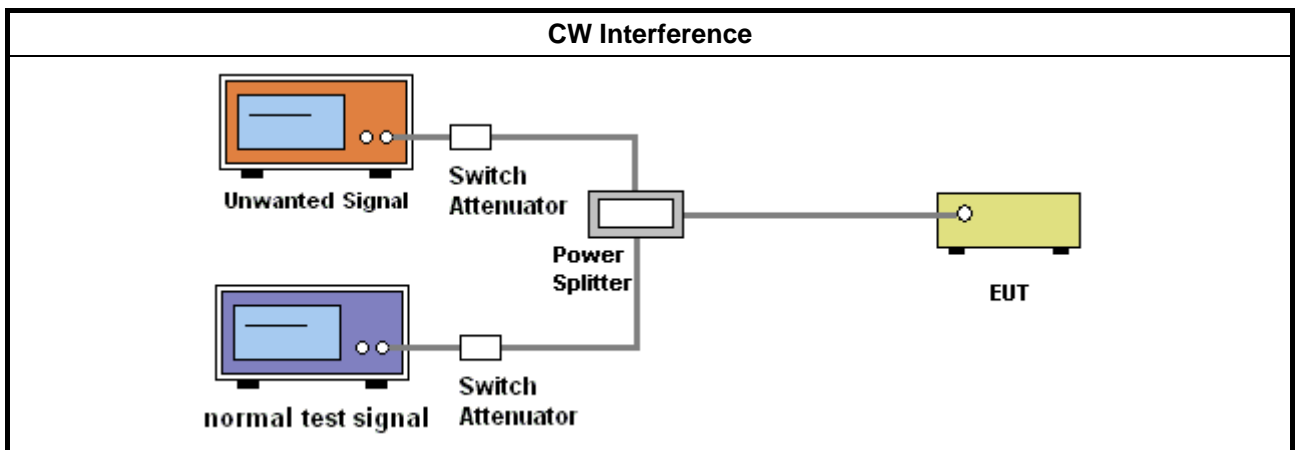 CW Interference
Unwanted Signal
Switch
Attenuator
Power
Splitter
EUT
normal test signal
Switch
Attenuator